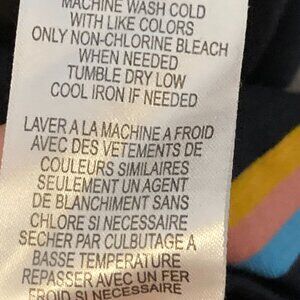 MACHINE WASH COLD
WITH LIKE COLORS
ONLY NON-CHLORINE BLEACH
WHEN NEEDED
TUMBLE DRY LOW
COOL IRON IF NEEDED
LAVER A LA MACHINE A FROID
AVEC DES VETEMENTS DE
COULEURS SIMILAIRES
SEULEMENT UN AGENT
DE BLANCHIMENT SANS
CHLORE SI NECESSAIRE
SECHER PAR CULBUTAGE A
BASSE TEMPERATURE
REPASSER AVEC UN FER
FROID SI NECESSAIRE